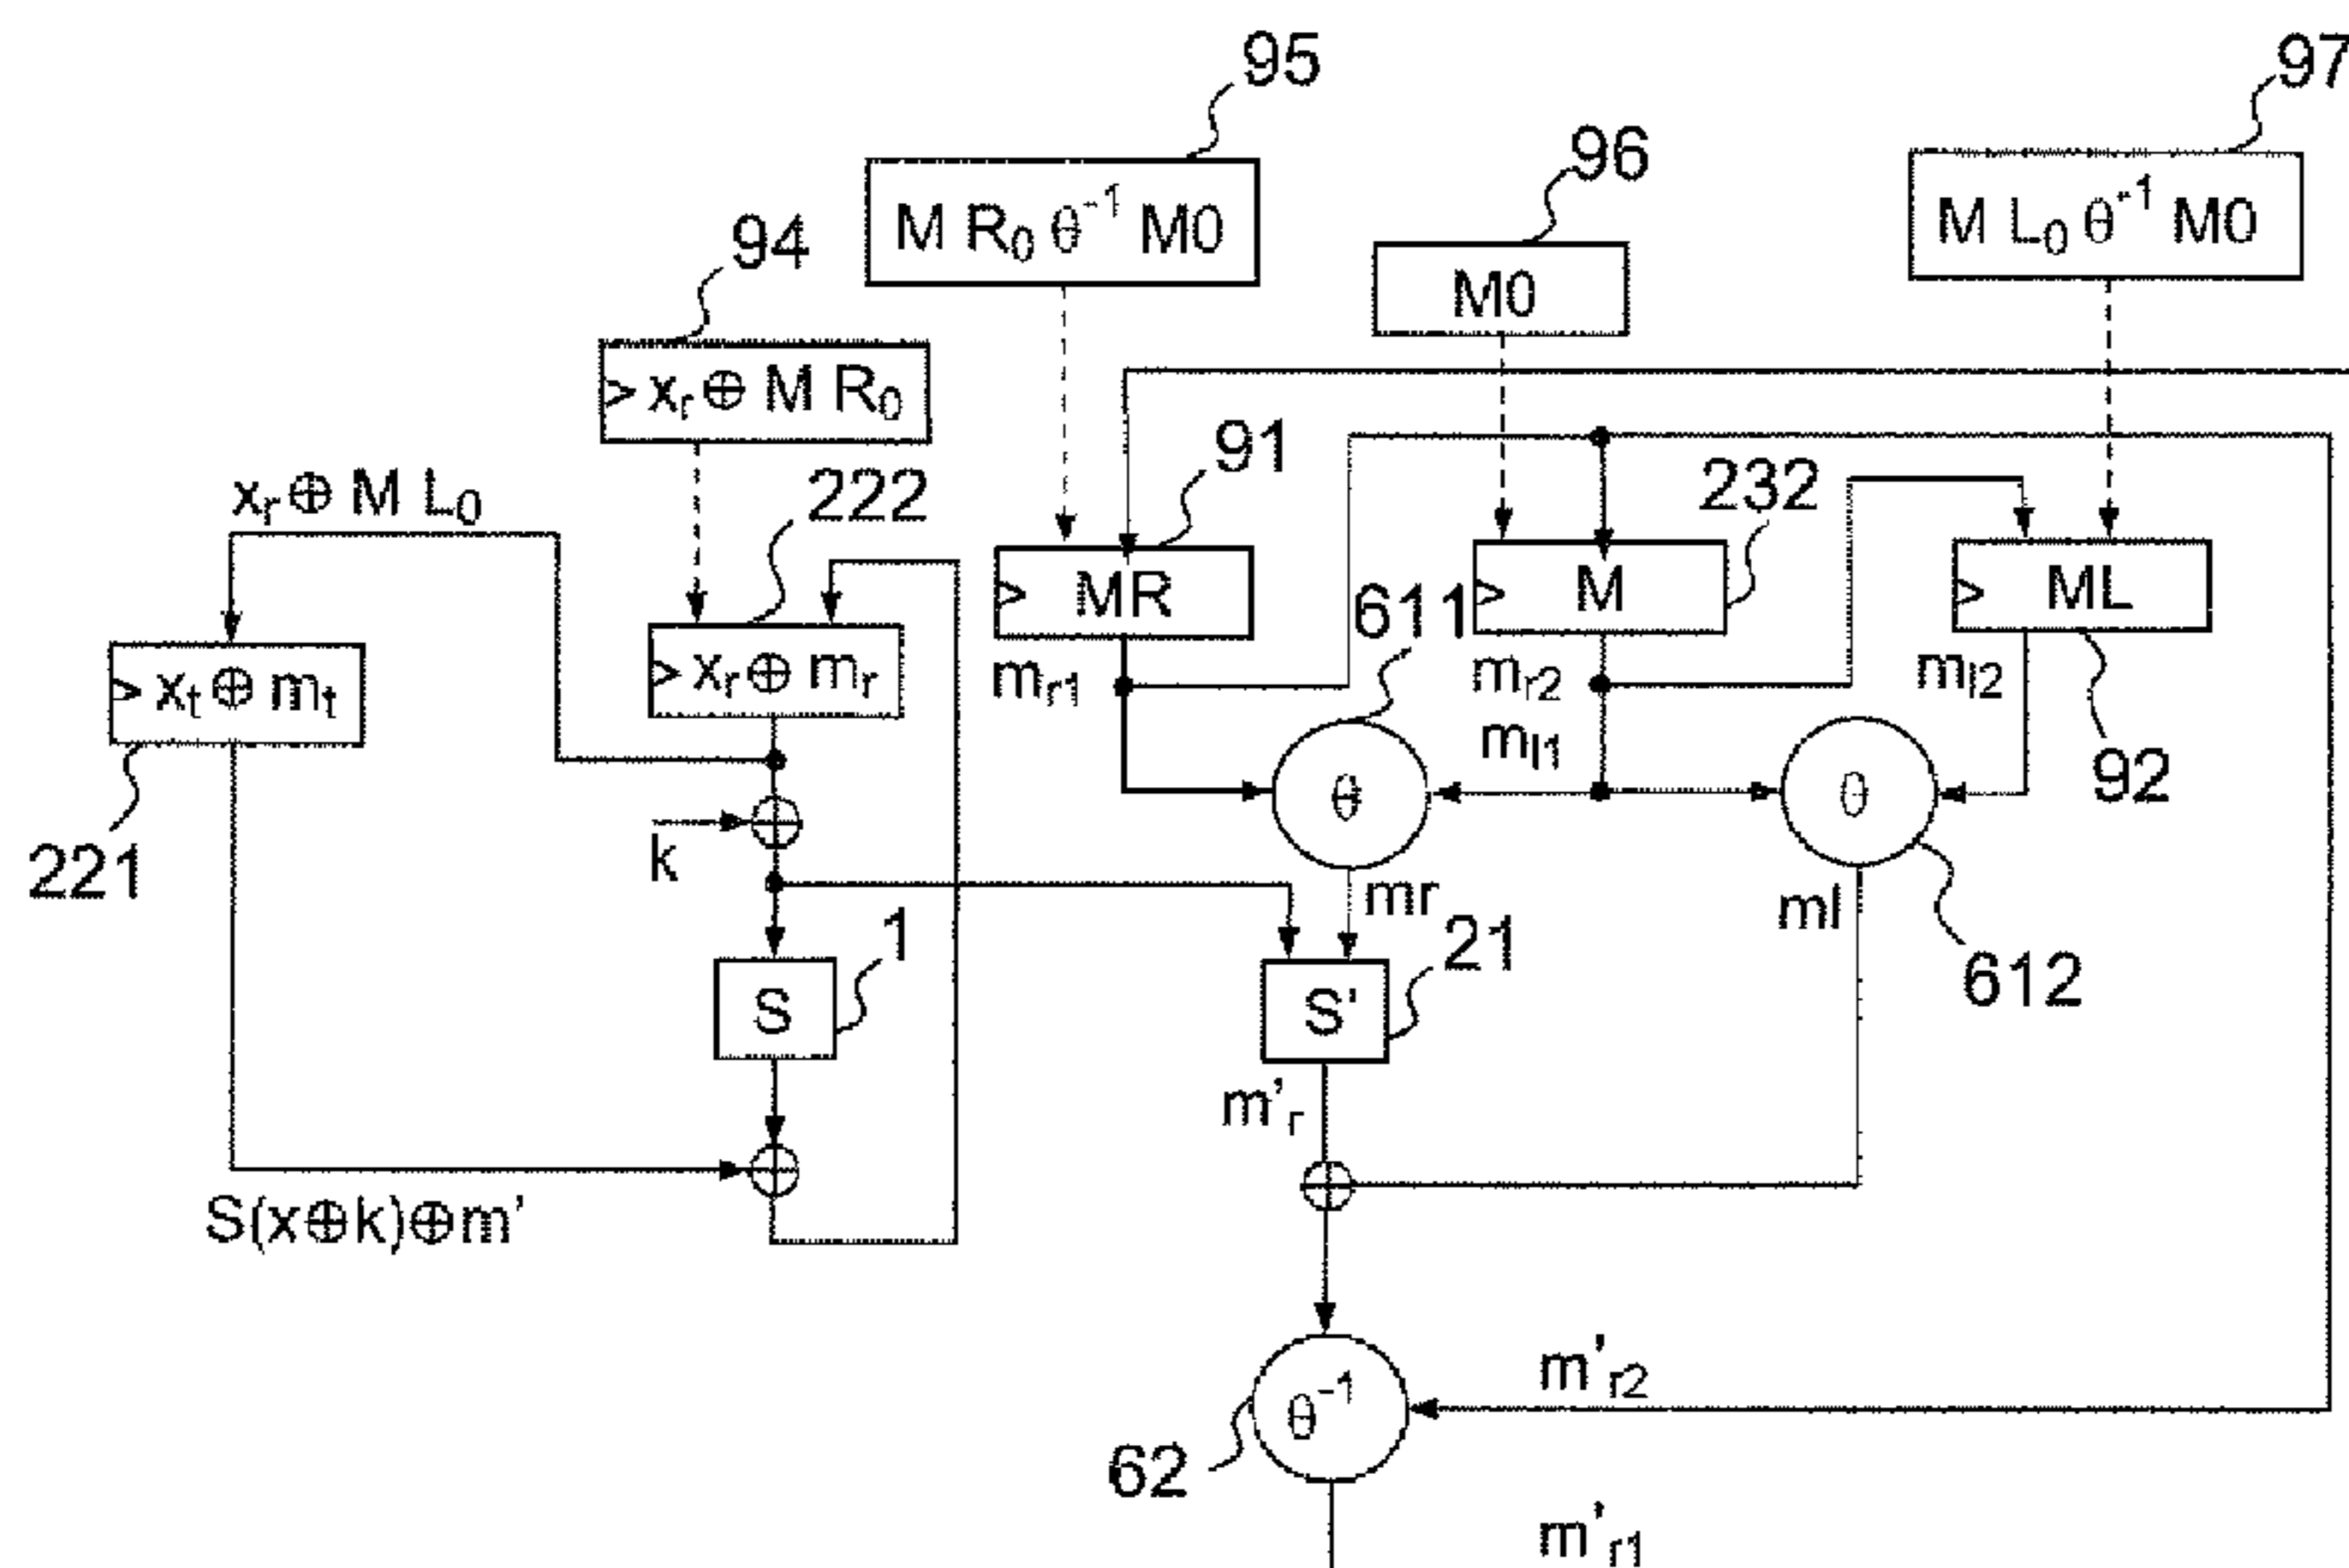 95
97
96
M R₀ θ⁻¹ M0
M L₀ θ⁻¹ M0
94
M0
> xᵣ ⊕ M R₀
91
232
xᵣ ⊕ M L₀
222
> MR
611
> M
> ML
> xₜ ⊕ mₜ
> xᵣ ⊕ mᵣ
mᵣ₁
mᵣ₂
mₗ₂
mₗ₁
θ
θ
92
k
221
mr
ml
1
21
612
S
S'
m'ᵣ
S(x⊕k)⊕m'
m'ᵣ₂
θ⁻¹
62
m'ᵣ₁